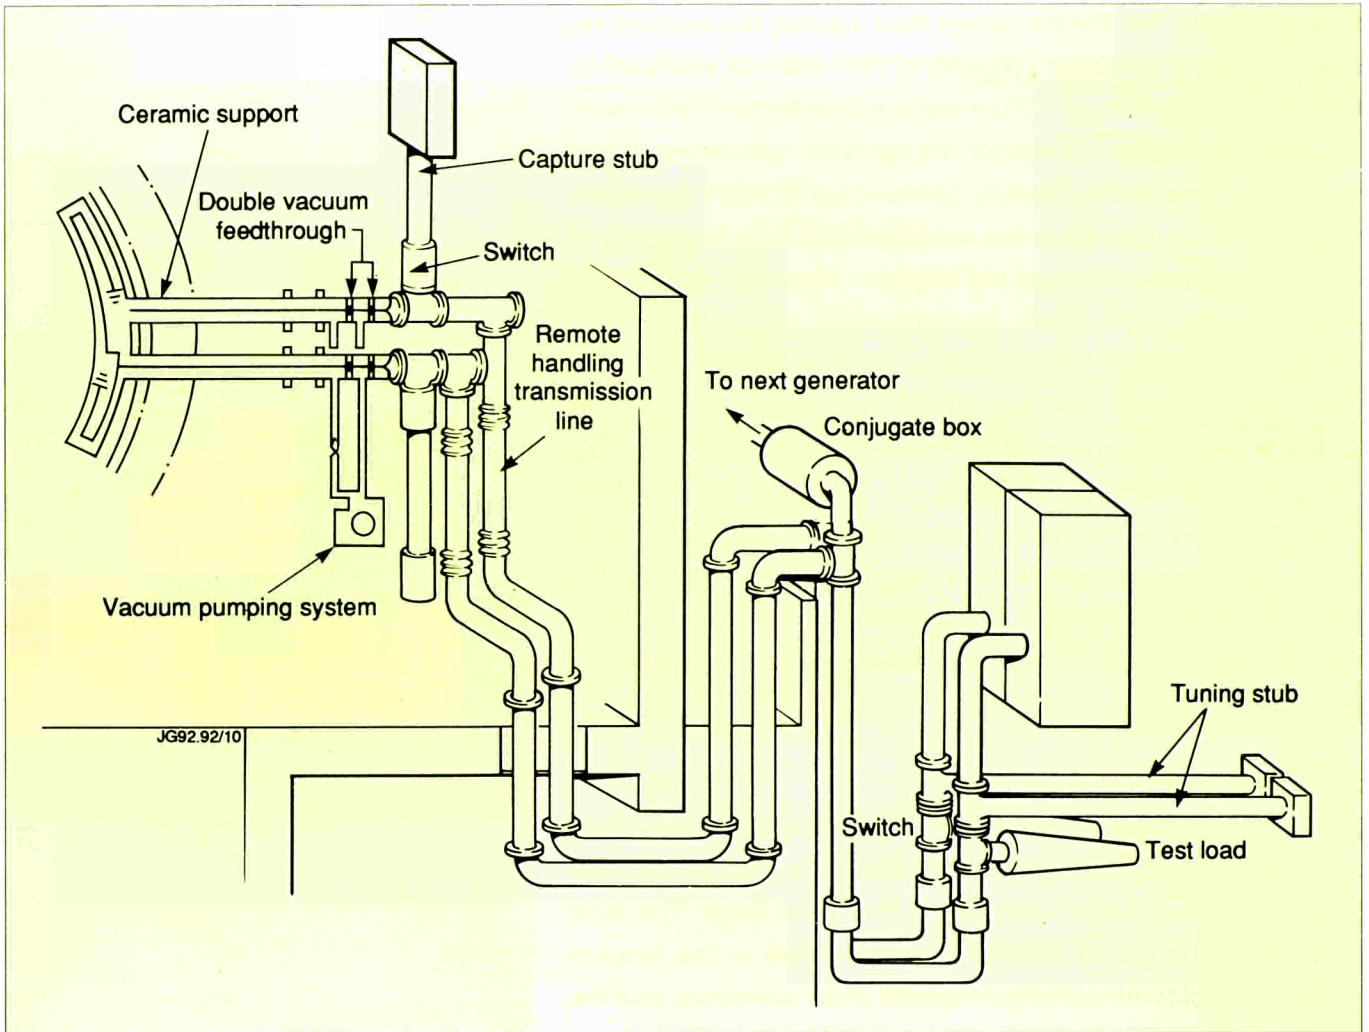 Ceramic support
Capture stub
Double vacuum
feedthrough
Switch
Remote
handling
transmission
line
To next generator
Conjugate box
Vacuum pumping system
Tuning stub
JG92.92/10
Switch
Test load